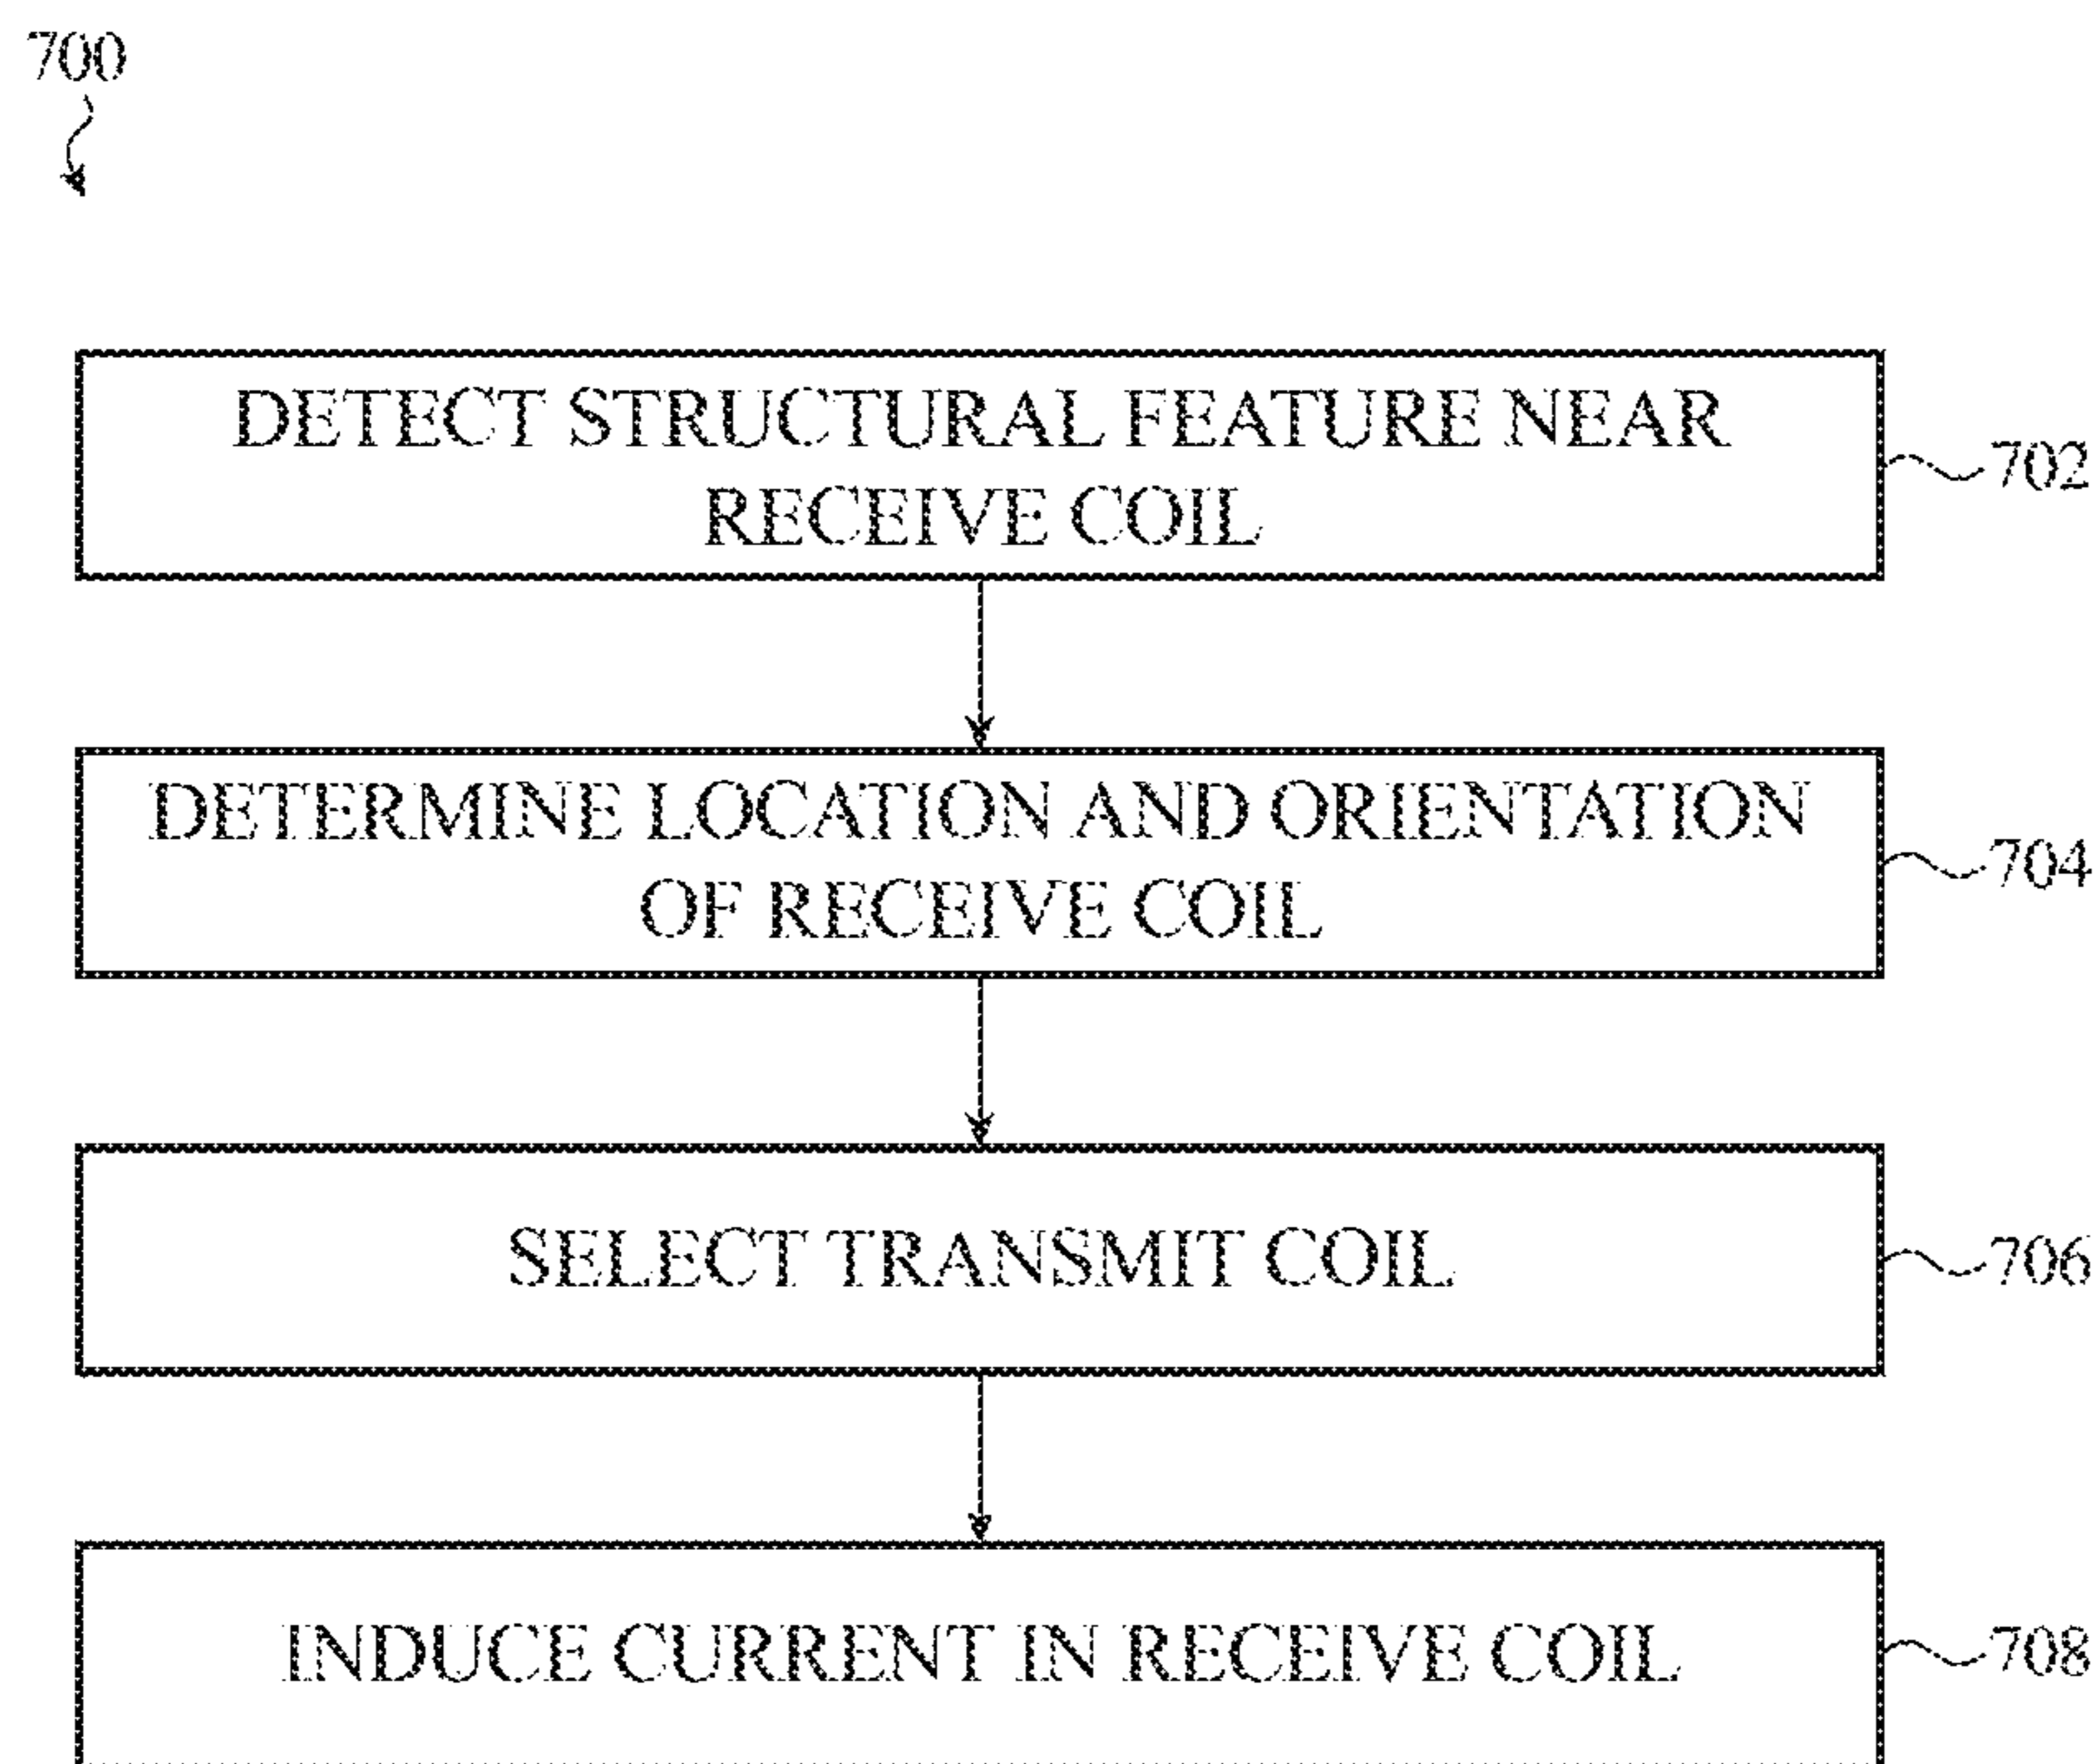 700
DETECT STRUCTURAL FEATURE NEAR
RECEIVE COIL
702
DETERMINE LOCATION AND ORIENTATION
OF RECEIVE COIL
704
SELECT TRANSMIT COIL
706
INDUCE CURRENT IN RECEIVE COIL
708